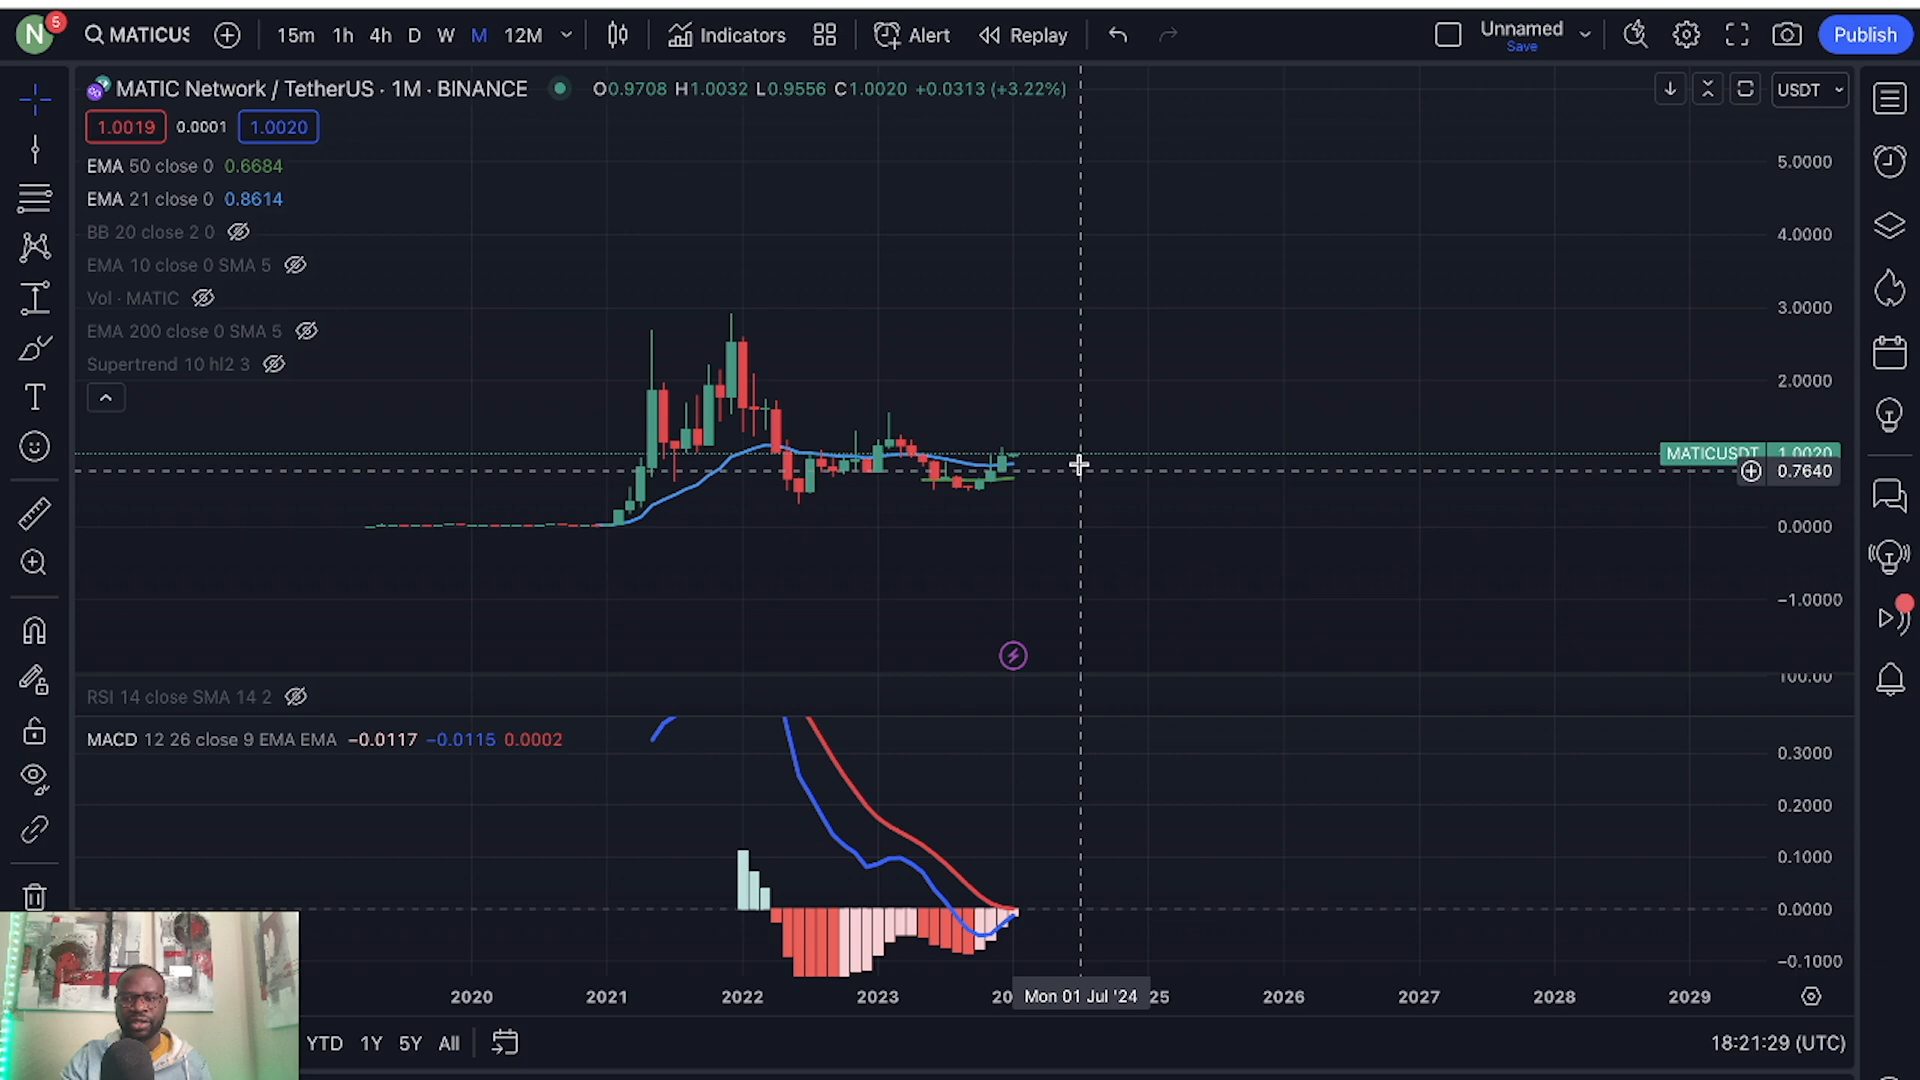 N 5 MATICUS 15m 1h 4h D W M 12M Indicators Alert Replay Unnamed Save Publish
MATIC Network / TetherUS · 1M · BINANCE O0.9708 H1.0032 L0.9556 C1.0020 +0.0313 (+3.22%) USDT
1.0019 0.0001 1.0020
EMA 50 close 0 0.6684
EMA 21 close 0 0.8614
BB 20 close 2 0
EMA 10 close 0 SMA 5
Vol · MATIC
EMA 200 close 0 SMA 5
Supertrend 10 hl2 3
5.0000
4.0000
3.0000
2.0000
MATICUSDT 1.0020
0.7640
0.0000
−1.0000
100.00
RSI 14 close SMA 14 2
MACD 12 26 close 9 EMA EMA −0.0117 −0.0115 0.0002
0.3000
0.2000
0.1000
0.0000
−0.1000
2020 2021 2022 2023 20 Mon 01 Jul '24 25 2026 2027 2028 2029
YTD 1Y 5Y All 18:21:29 (UTC)